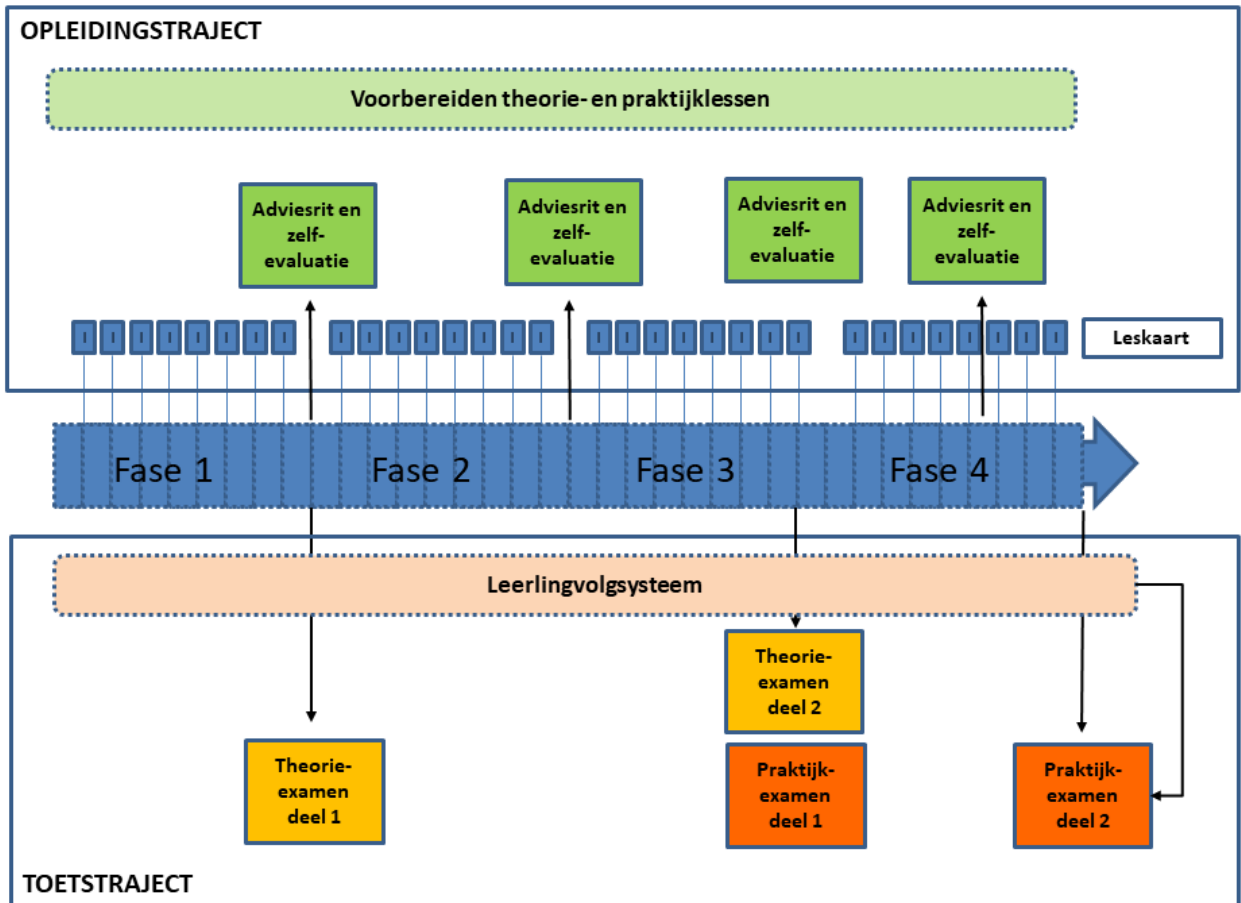 OPLEIDINGSTRAJECT
Voorbereiden theorie- en praktijklessen
Adviesrit en
zelf-
evaluatie
Adviesrit en
zelf-
evaluatie
Adviesrit en
zelf-
evaluatie
Adviesrit en
zelf-
evaluatie
I I I I I I I I
I I I I I I I I
I I I I I I I I
I I I I I I I I
Leskaart
Fase 1
Fase 2
Fase 3
Fase 4
Leerlingvolgsysteem
Theorie-
examen
deel 2
Theorie-
examen
deel 1
Praktijk-
examen
deel 1
Praktijk-
examen
deel 2
TOETSTRAJECT